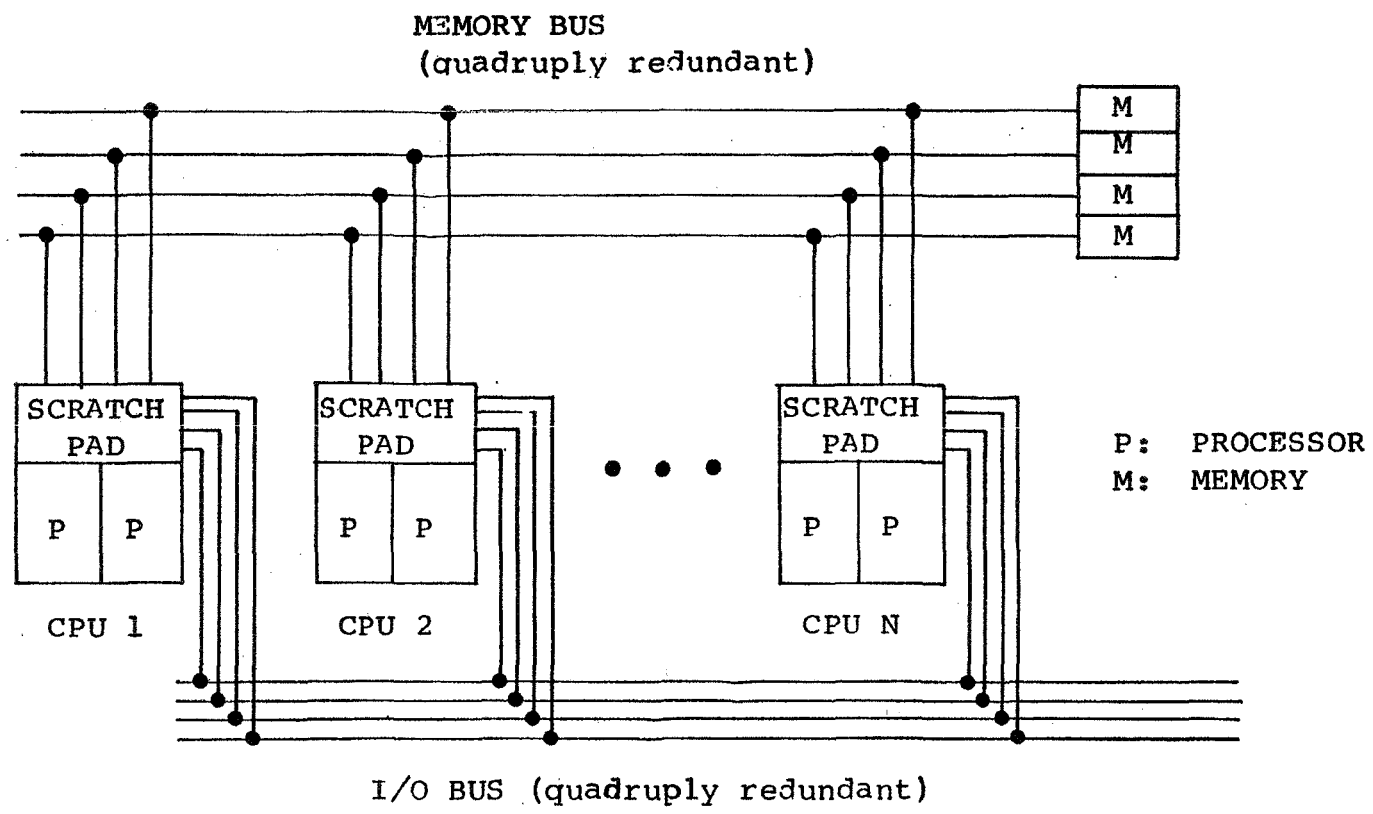 MEMORY BUS
(quadruply redundant)
M
M
M
M
SCRATCH
PAD
P P
CPU 1
SCRATCH
PAD
P P
CPU 2
SCRATCH
PAD
P P
CPU N
P: PROCESSOR
M: MEMORY
I/O BUS (quadruply redundant)